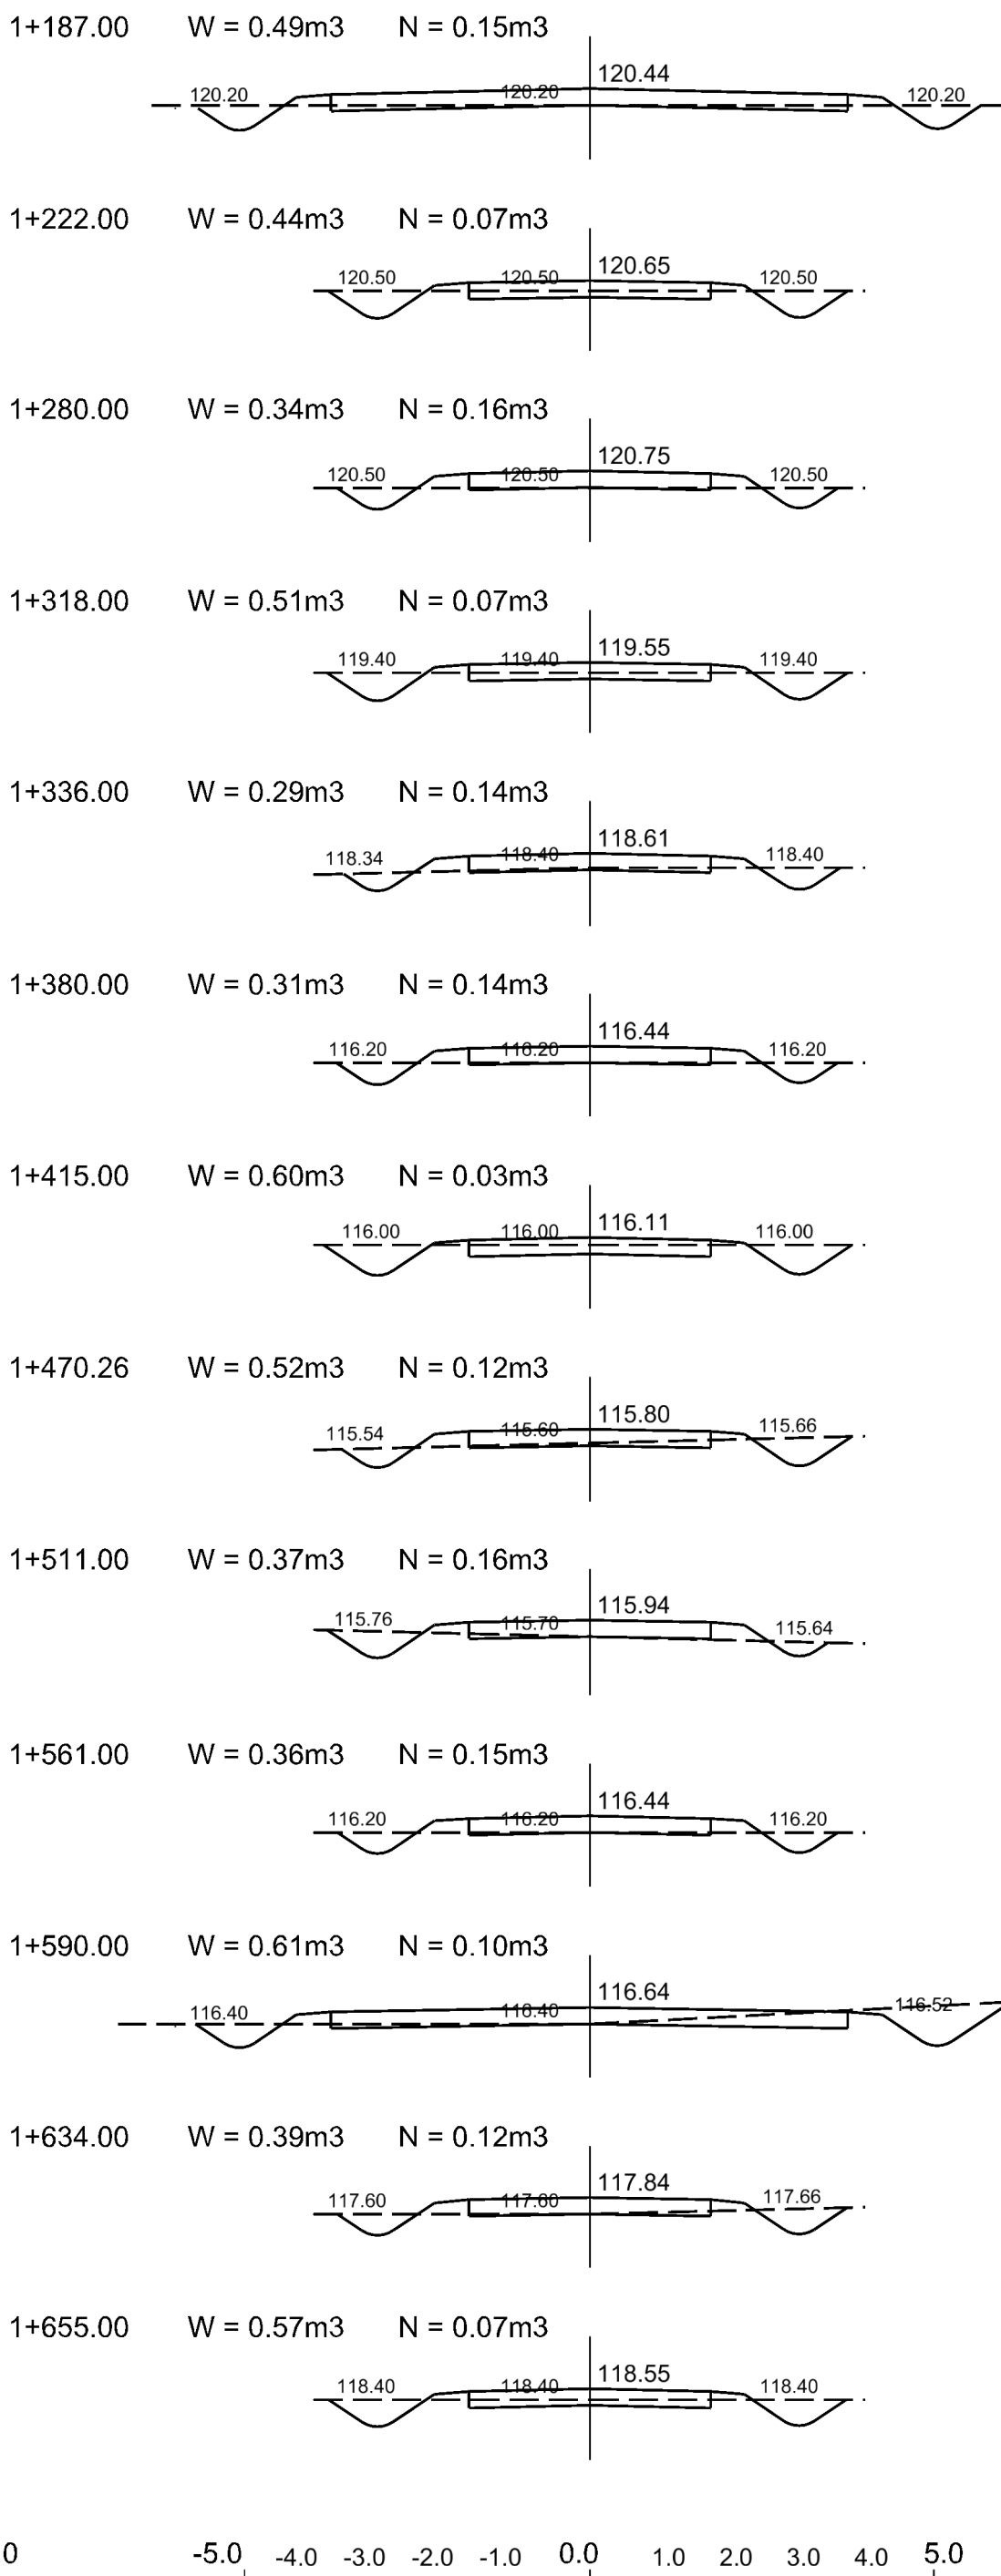 1+187.00 W = 0.49m3 N = 0.15m3
120.44
120.20 120.20 120.20
1+222.00 W = 0.44m3 N = 0.07m3
120.65
120.50 120.50 120.50
1+280.00 W = 0.34m3 N = 0.16m3
120.75
120.50 120.50 120.50
1+318.00 W = 0.51m3 N = 0.07m3
119.55
119.40 119.40 119.40
1+336.00 W = 0.29m3 N = 0.14m3
118.61
118.34 118.40 118.40
1+380.00 W = 0.31m3 N = 0.14m3
116.44
116.20 116.20 116.20
1+415.00 W = 0.60m3 N = 0.03m3
116.11
116.00 116.00 116.00
1+470.26 W = 0.52m3 N = 0.12m3
115.80
115.54 115.60 115.66
1+511.00 W = 0.37m3 N = 0.16m3
115.94
115.76 115.70 115.64
1+561.00 W = 0.36m3 N = 0.15m3
116.44
116.20 116.20 116.20
1+590.00 W = 0.61m3 N = 0.10m3
116.64
116.40 116.40 116.52
1+634.00 W = 0.39m3 N = 0.12m3
117.84
117.60 117.60 117.66
1+655.00 W = 0.57m3 N = 0.07m3
118.55
118.40 118.40 118.40
0 -5.0 -4.0 -3.0 -2.0 -1.0 0.0 1.0 2.0 3.0 4.0 5.0